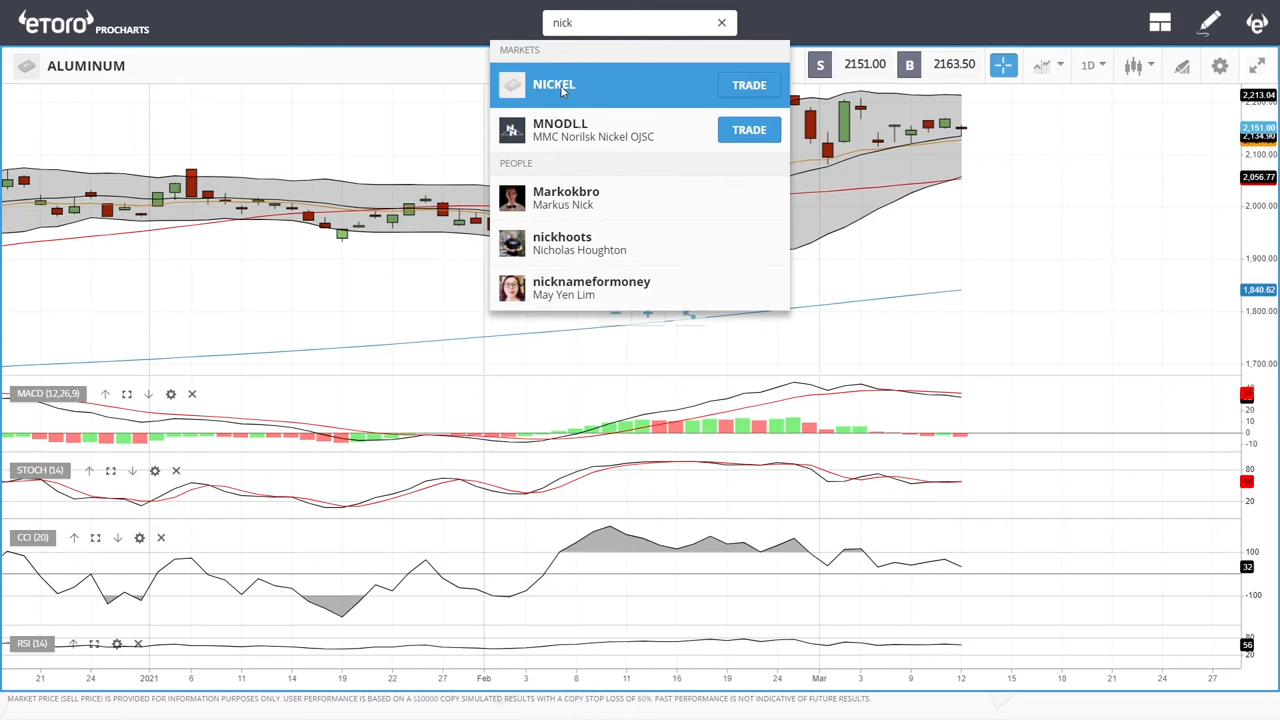 etoro PROCHARTS
nick
MARKETS
NICKEL
TRADE
MNODL.L
MMC Norilsk Nickel OJSC
TRADE
PEOPLE
Markokbro
Markus Nick
nickhoots
Nicholas Houghton
nicknameformoney
May Yen Lim
ALUMINUM
S 2151.00 B 2163.50 1D
2,213.04
2,151.00
2,134.90
2,100.00
2,056.77
2,000.00
1,900.00
1,840.62
1,800.00
1,700.00
MACD (12,26,9)
20
10
0
-10
STOCH (14)
80
20
CCI (20)
100
32
-100
RSI (14)
56
20
21 24 2021 6 11 14 19 22 27 Feb 3 8 11 16 19 24 Mar 3 9 12 16 18 21 24 27
MARKET PRICE (SELL PRICE) IS PROVIDED FOR INFORMATION PURPOSES ONLY. USER PERFORMANCE IS BASED ON A $10000 COPY SIMULATED RESULTS WITH A COPY STOP LOSS OF 60%. PAST PERFORMANCE IS NOT INDICATIVE OF FUTURE RESULTS.